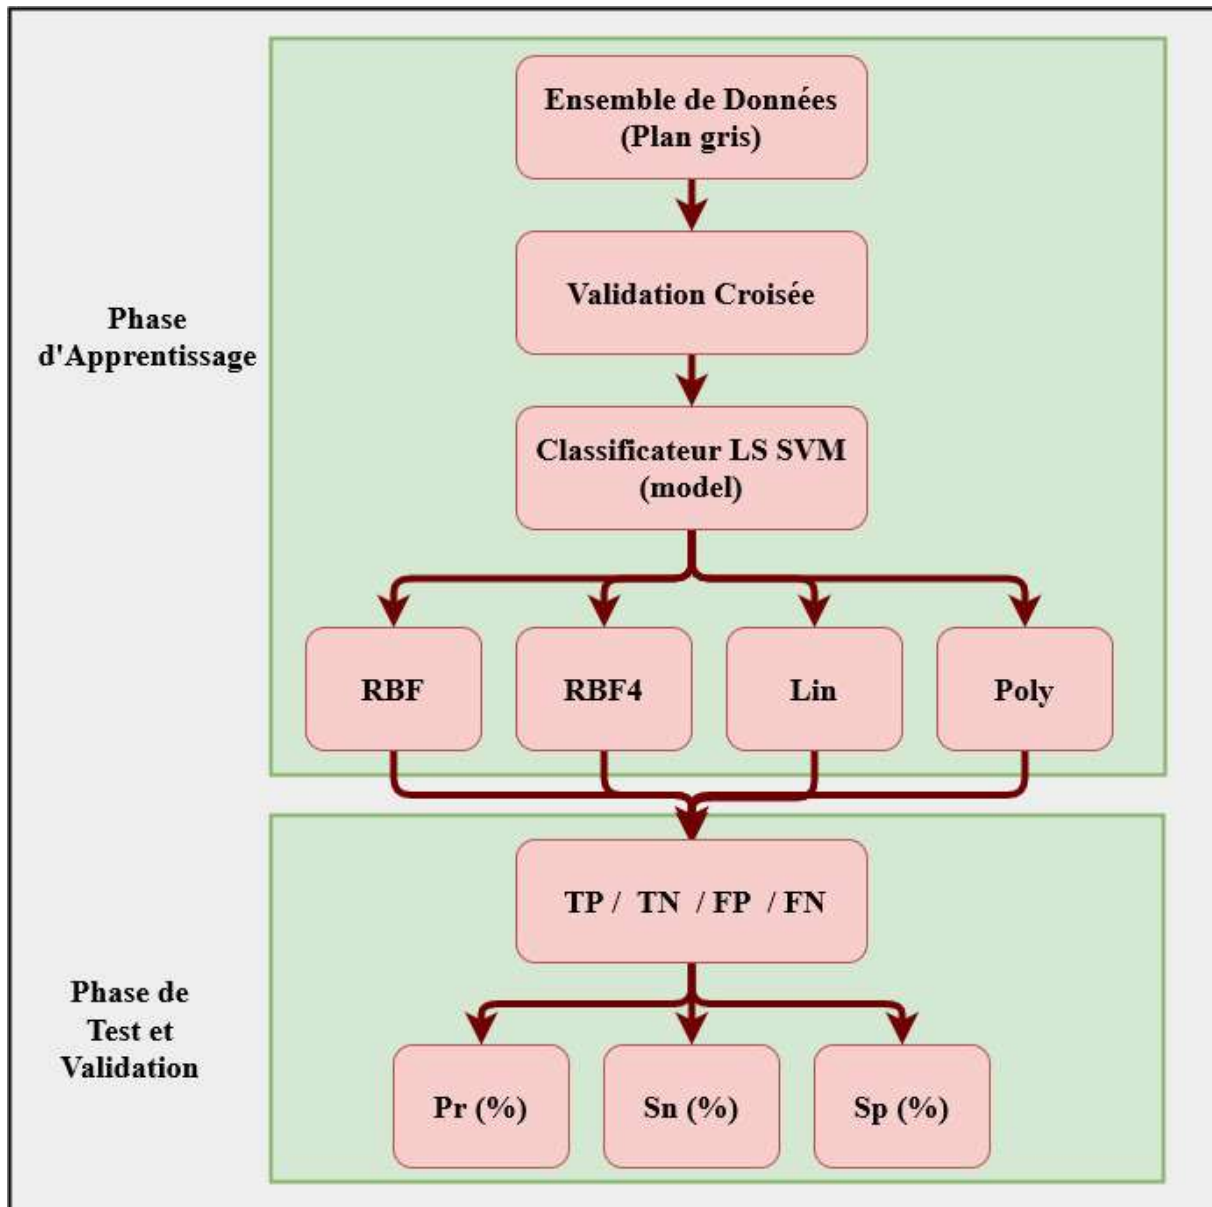 Ensemble de Données
(Plan gris)
Validation Croisée
Phase
d'Apprentissage
Classificateur LS SVM
(model)
RBF
RBF4
Lin
Poly
TP / TN / FP / FN
Phase de
Test et
Validation
Pr (%)
Sn (%)
Sp (%)